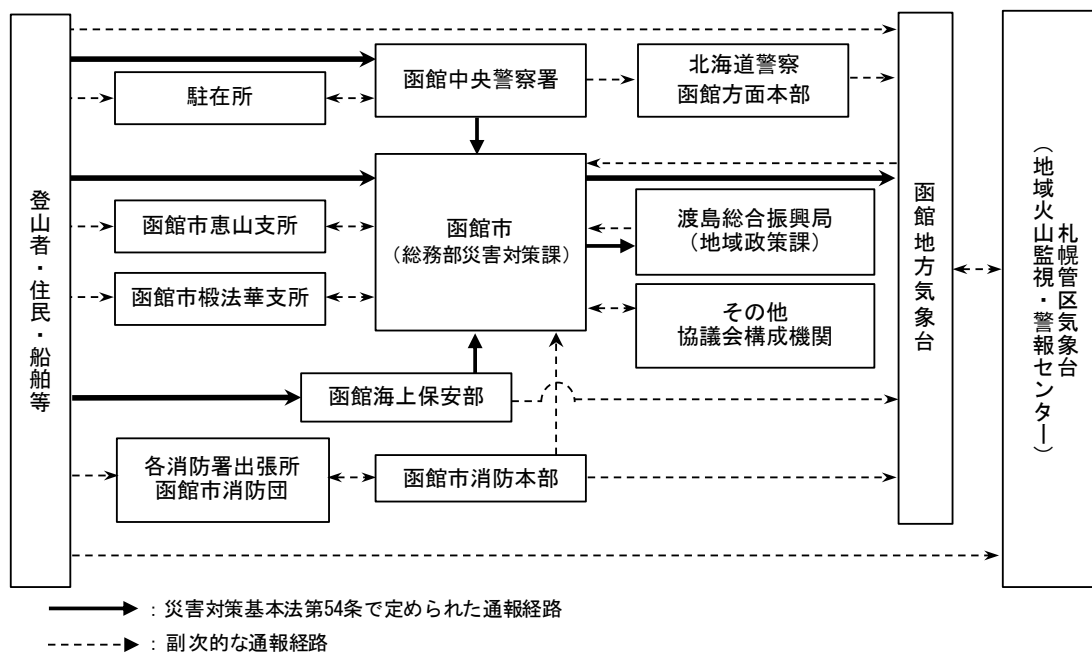 登山者・住民・船舶等
駐在所
函館中央警察署
北海道警察
函館方面本部
函館市恵山支所
函館市椴法華支所
函館市
（総務部災害対策課）
渡島総合振興局
（地域政策課）
その他
協議会構成機関
函館海上保安部
各消防署出張所
函館市消防団
函館市消防本部
函館地方気象台
札幌管区気象台
（地域火山監視・警報センター）
：災害対策基本法第54条で定められた通報経路
：副次的な通報経路